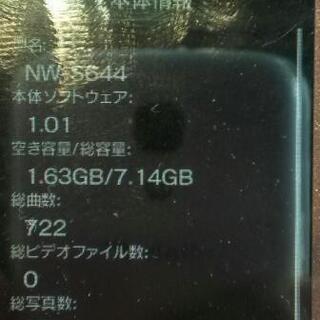 本体情報
型名:
NW-S644
本体ソフトウェア:
1.01
空き容量/総容量:
1.63GB/7.14GB
総曲数:
722
総ビデオファイル数:
0
総写真数: